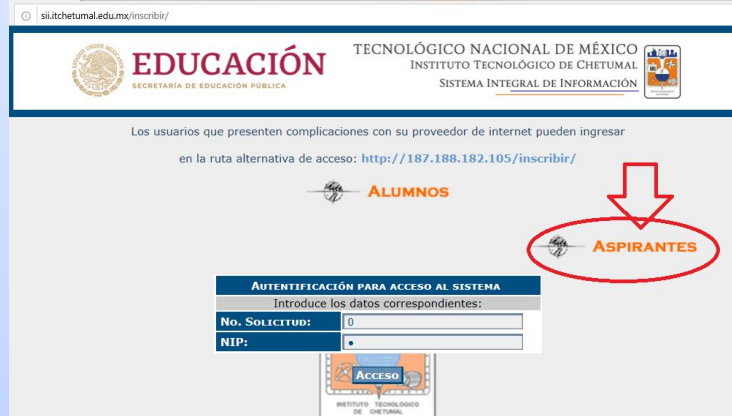 sii.itchetumal.edu.mx/inscribir/
EDUCACIÓN
SECRETARÍA DE EDUCACIÓN PÚBLICA
TECNOLÓGICO NACIONAL DE MÉXICO
INSTITUTO TECNOLÓGICO DE CHETUMAL
SISTEMA INTEGRAL DE INFORMACIÓN
Los usuarios que presenten complicaciones con su proveedor de internet pueden ingresar
en la ruta alternativa de acceso: http://187.188.182.105/inscribir/
ALUMNOS
ASPIRANTES
AUTENTIFICACIÓN PARA ACCESO AL SISTEMA
Introduce los datos correspondientes:
NO. SOLICITUD: 0
NIP: •
ACCESO
INSTITUTO TECNOLOGICO
DE CHETUMAL